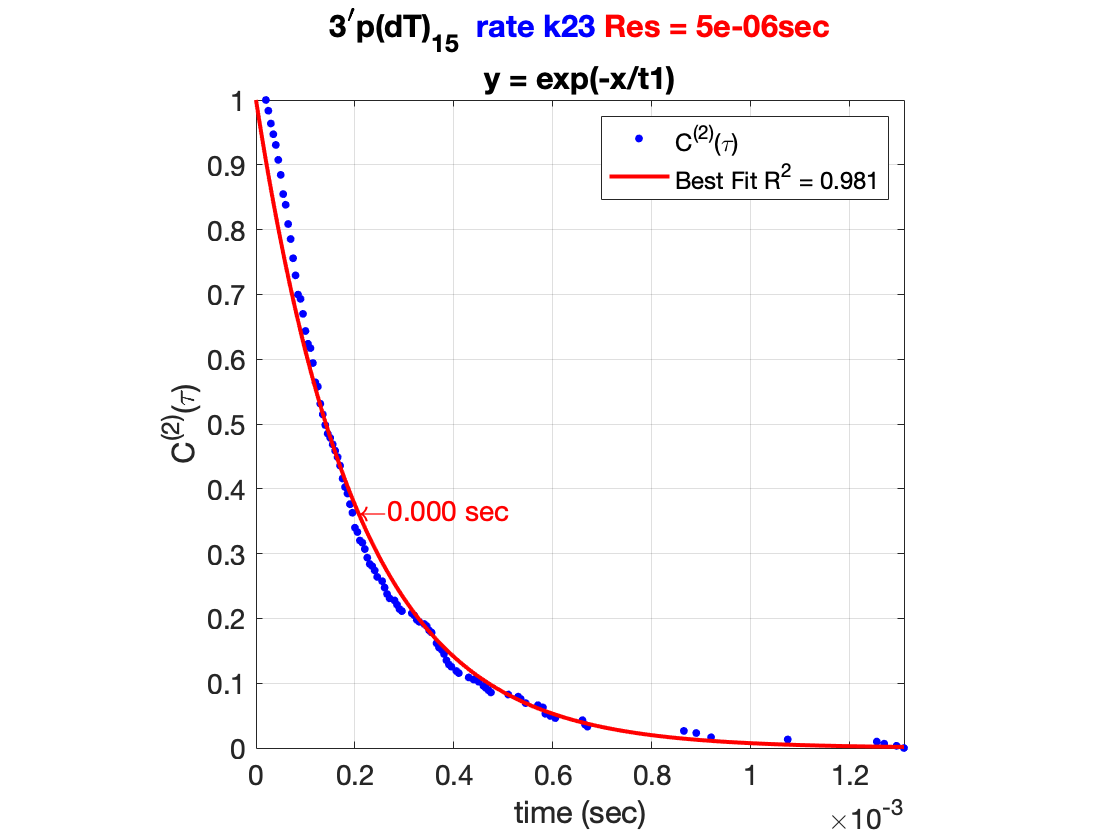 3′p(dT)15 rate k23 Res = 5e-06sec
y = exp(-x/t1)
C(2)(τ)
Best Fit R2 = 0.981
1
0.9
0.8
0.7
0.6
0.5
0.4
0.3
0.2
0.1
0
C(2)(τ)
←0.000 sec
0 0.2 0.4 0.6 0.8 1 1.2
×10-3
time (sec)